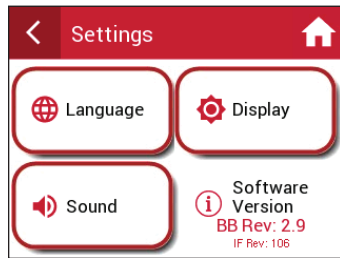 Settings
Language
Display
Sound
Software
Version
BB Rev: 2.9
IF Rev: 106